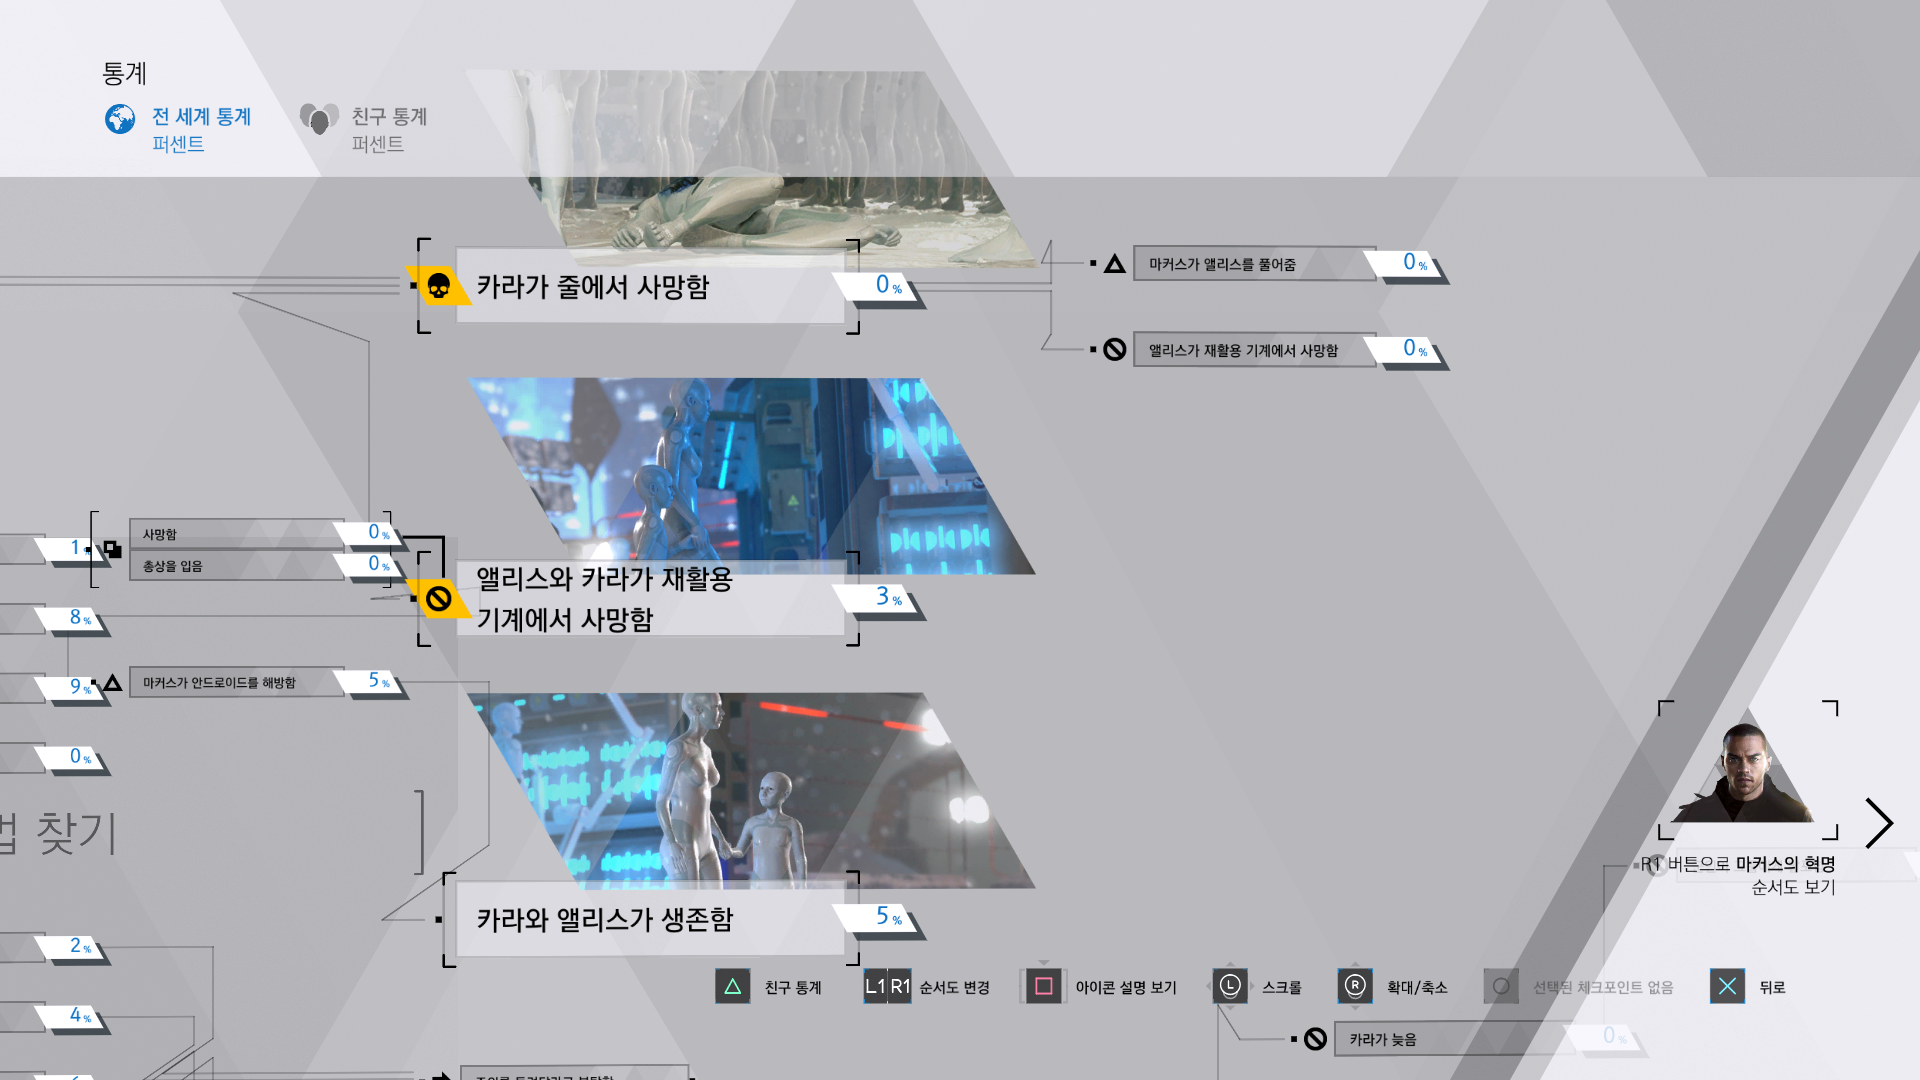 통계
전 세계 통계
퍼센트
친구 통계
퍼센트
카라가 줄에서 사망함
0%
마커스가 앨리스를 풀어줌
0%
앨리스가 재활용 기계에서 사망함
0%
1
사망함
0%
총상을 입음
0%
앨리스와 카라가 재활용
기계에서 사망함
3%
8%
9%
마커스가 안드로이드를 해방함
5%
0%
찾기
카라와 앨리스가 생존함
5%
R1 버튼으로 마커스의 혁명
순서도 보기
2%
4%
친구 통계
L1 R1 순서도 변경
아이콘 설명 보기
L 스크롤
R 확대/축소
선택된 체크포인트 없음
뒤로
카라가 늦음
0%